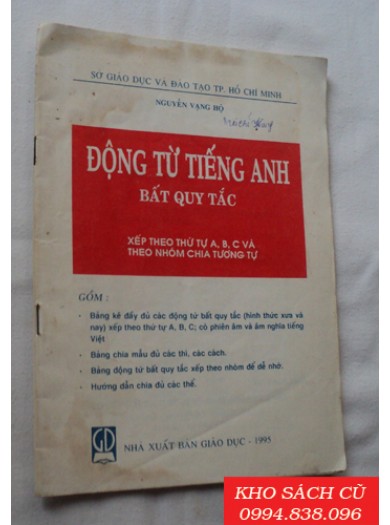 SỞ GIÁO DỤC VÀ ĐÀO TẠO TP. HỒ CHÍ MINH
NGUYỄN VẠNG HỘ
ĐỘNG TỪ TIẾNG ANH
BẤT QUY TẮC
XẾP THEO THỨ TỰ A, B, C VÀ
THEO NHÓM CHIA TƯƠNG TỰ
GỒM :
- Bảng kê đầy đủ các động từ bất quy tắc (hình thức xưa và
nay) xếp theo thứ tự A, B, C; có phiên âm và âm nghĩa tiếng
Việt
- Bảng chia mẫu đủ các thì, các cách.
- Bảng động từ bất quy tắc xếp theo nhóm để dễ nhớ.
- Hướng dẫn chia đủ các thể.
GD
NHÀ XUẤT BẢN GIÁO DỤC - 1995
KHO SÁCH CŨ
0994.838.096